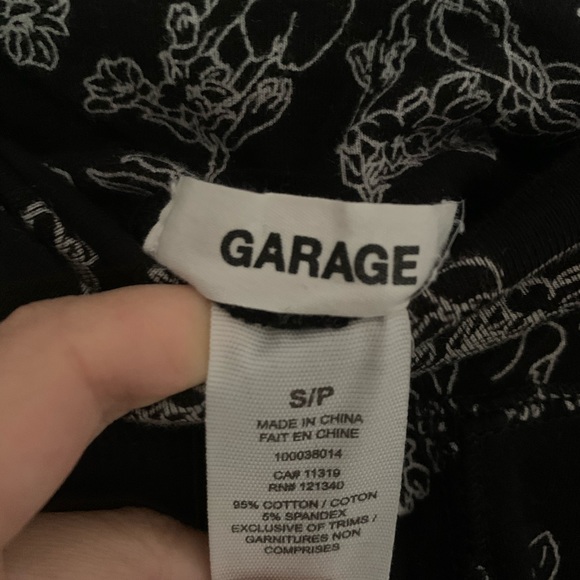 GARAGE
S/P
MADE IN CHINA
FAIT EN CHINE
100038014
CA# 11319
RN# 121340
95% COTTON / COTON
5% SPANDEX
EXCLUSIVE OF TRIMS /
GARNITURES NON
COMPRISES